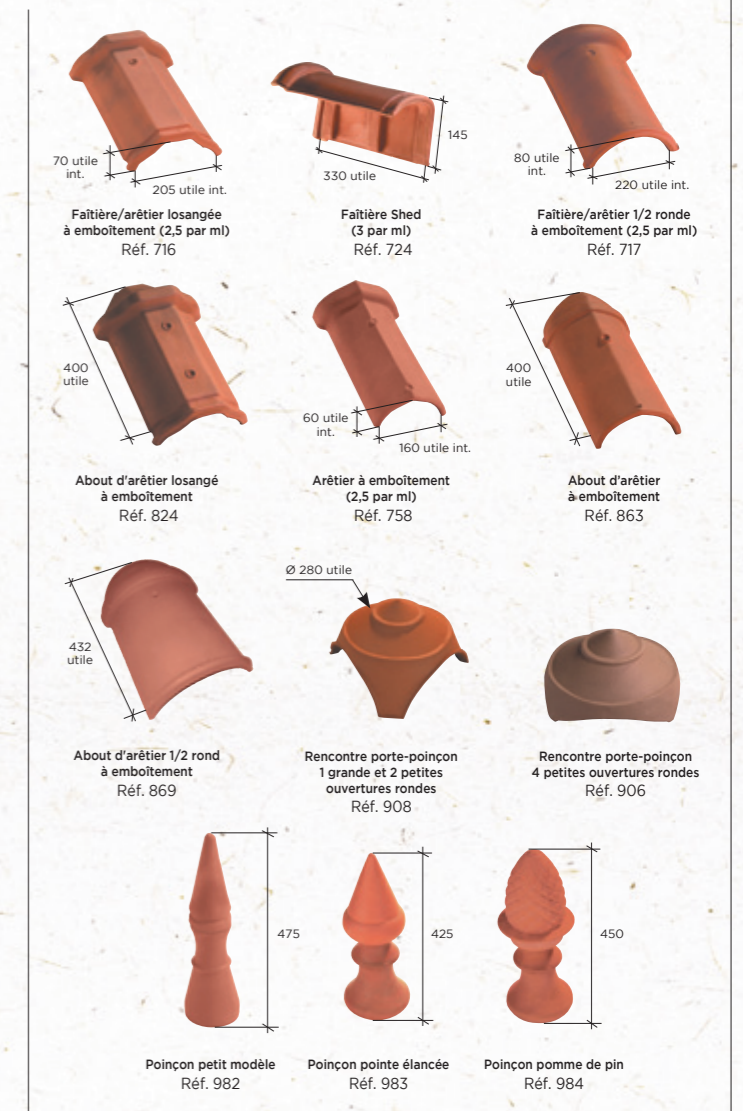 70 utile
int.
205 utile int.
330 utile
145
80 utile
int.
220 utile int.
Faîtière/arêtier losangée
à emboîtement (2,5 par ml)
Réf. 716
Faîtière Shed
(3 par ml)
Réf. 724
Faîtière/arêtier 1/2 ronde
à emboîtement (2,5 par ml)
Réf. 717
400
utile
60 utile
int.
160 utile int.
400
utile
About d'arêtier losangé
à emboîtement
Réf. 824
Arêtier à emboîtement
(2,5 par ml)
Réf. 758
About d'arêtier
à emboîtement
Réf. 863
432
utile
Ø 280 utile
About d'arêtier 1/2 rond
à emboîtement
Réf. 869
Rencontre porte-poinçon
1 grande et 2 petites
ouvertures rondes
Réf. 908
Rencontre porte-poinçon
4 petites ouvertures rondes
Réf. 906
475
425
450
Poinçon petit modèle
Réf. 982
Poinçon pointe élancée
Réf. 983
Poinçon pomme de pin
Réf. 984